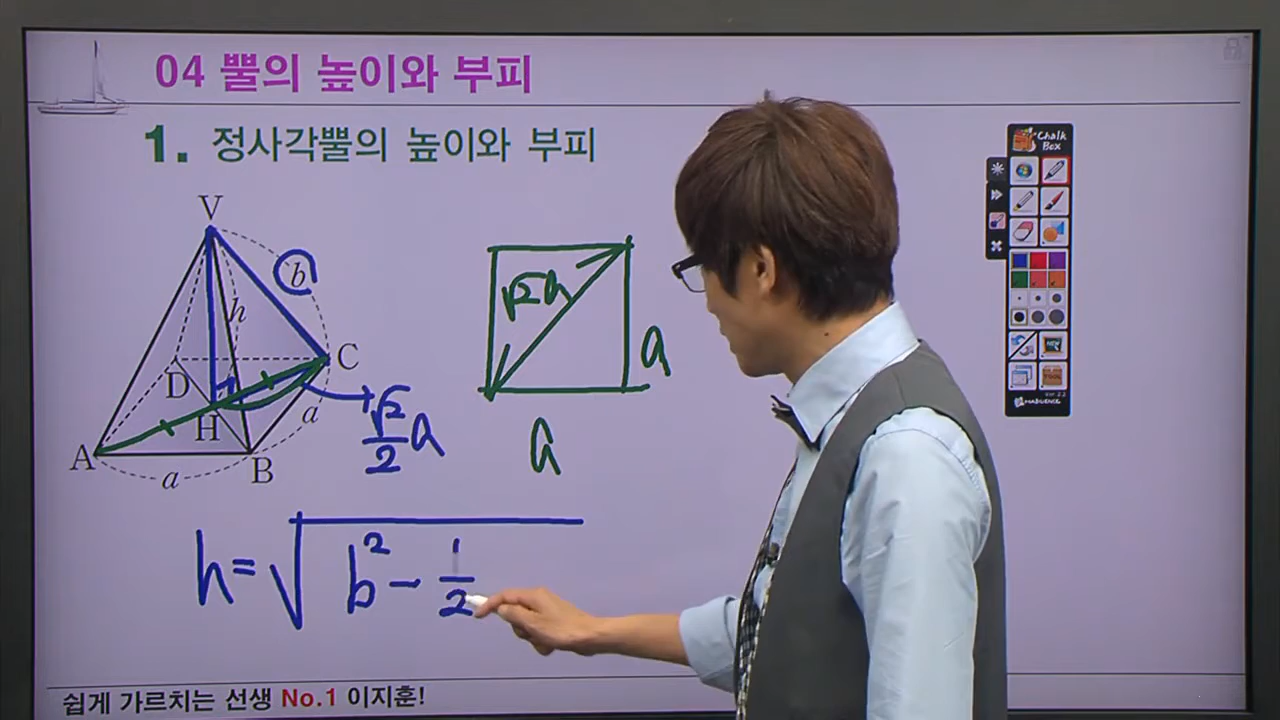 04 뿔의 높이와 부피
1. 정사각뿔의 높이와 부피
V
b
h
C
D
H
a
A
B
a
√2/2 a
√2a
a
a
h=√b²-1/2
Chalk Box
쉽게 가르치는 선생 No.1 이지훈!